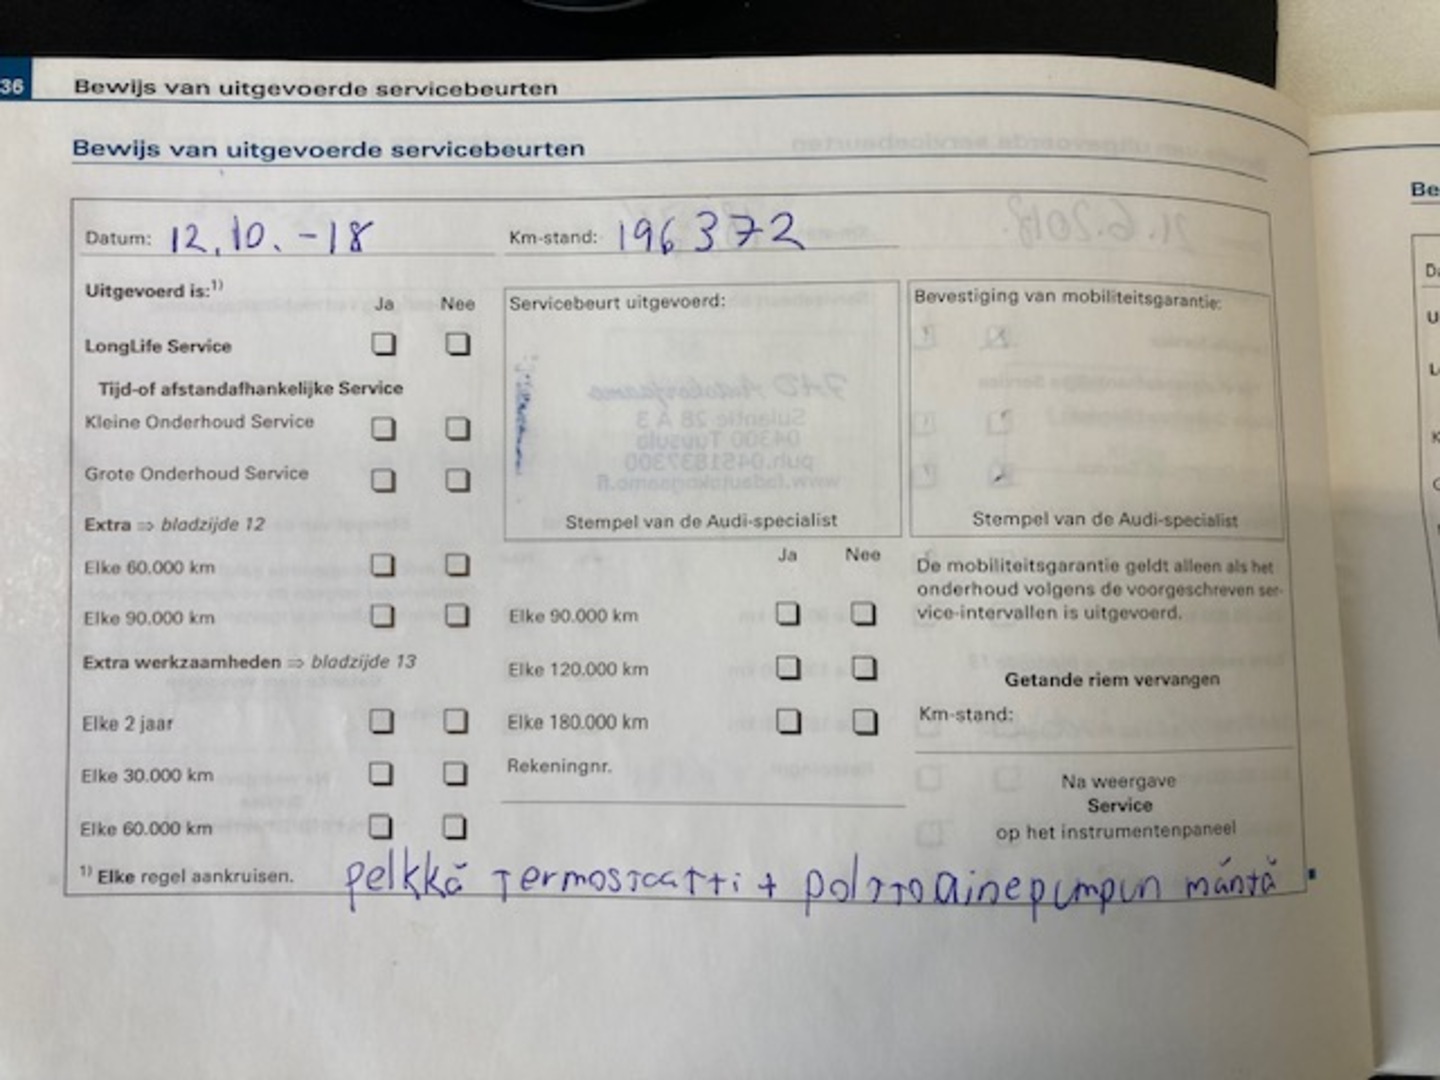 36 Bewijs van uitgevoerde servicebeurten
Bewijs van uitgevoerde servicebeurten
Datum: 12.10.-18
Km-stand: 196372
Uitgevoerd is:1)
Ja Nee
LongLife Service
Tijd-of afstandafhankelijke Service
Kleine Onderhoud Service
Grote Onderhoud Service
Extra ⇒ bladzijde 12
Elke 60.000 km
Elke 90.000 km
Extra werkzaamheden ⇒ bladzijde 13
Elke 2 jaar
Elke 30.000 km
Elke 60.000 km
1) Elke regel aankruisen.
Servicebeurt uitgevoerd:
Stempel van de Audi-specialist
Ja Nee
Elke 90.000 km
Elke 120.000 km
Elke 180.000 km
Rekeningnr.
Bevestiging van mobiliteitsgarantie:
Stempel van de Audi-specialist
De mobiliteitsgarantie geldt alleen als het
onderhoud volgens de voorgeschreven ser-
vice-intervallen is uitgevoerd.
Getande riem vervangen
Km-stand:
Na weergave
Service
op het instrumentenpaneel
pelkkä termostaatti + polttoainepumpun mäntä
Be